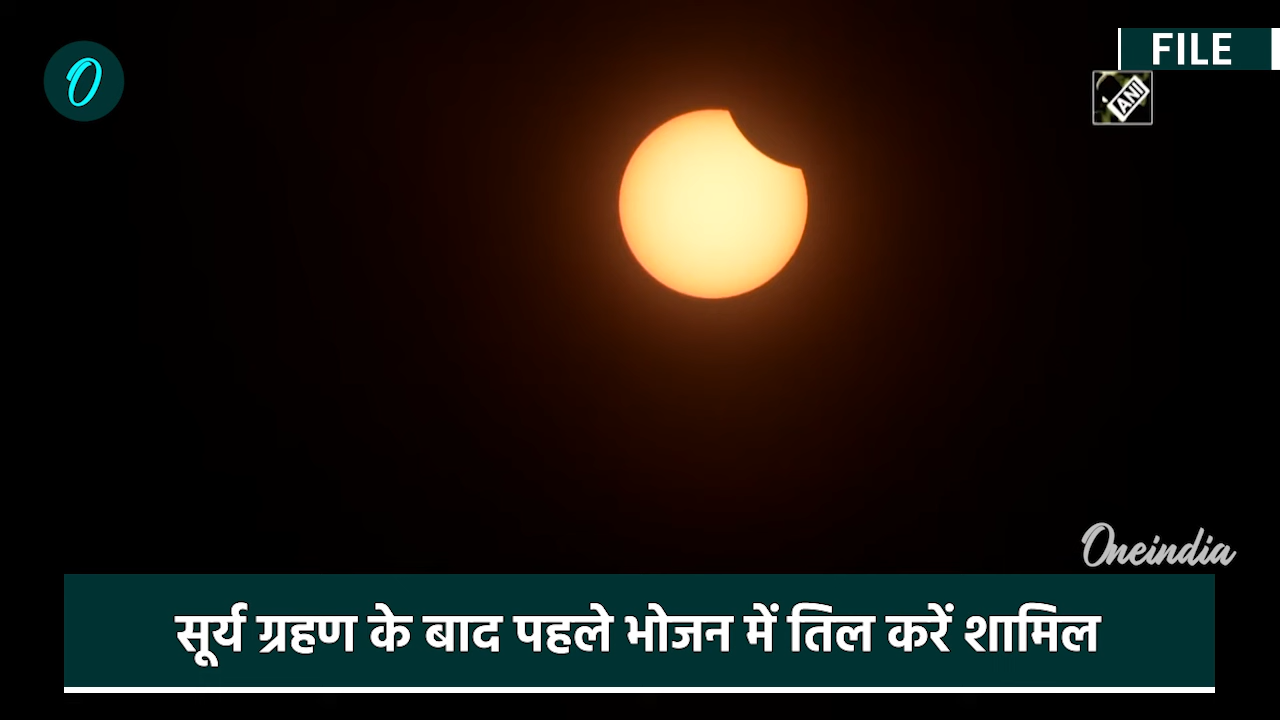 FILE
ANI
Oneindia
सूर्य ग्रहण के बाद पहले भोजन में तिल करें शामिल